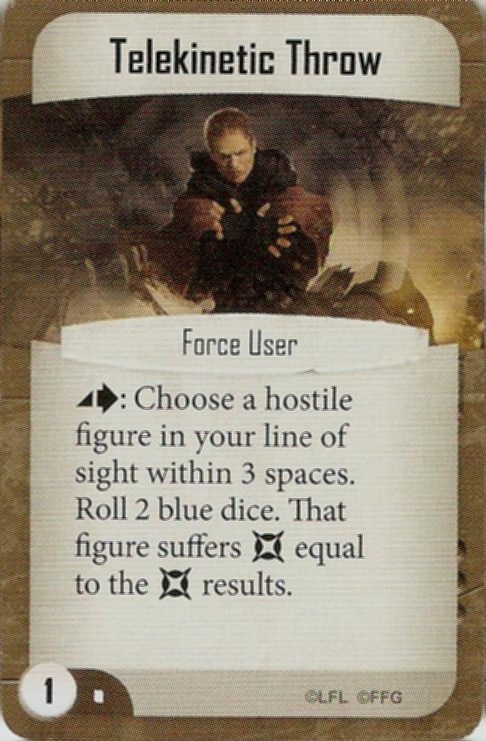 Telekinetic Throw
Force User
: Choose a hostile
figure in your line of
sight within 3 spaces.
Roll 2 blue dice. That
figure suffers equal
to the results.
1
©LFL ©FFG